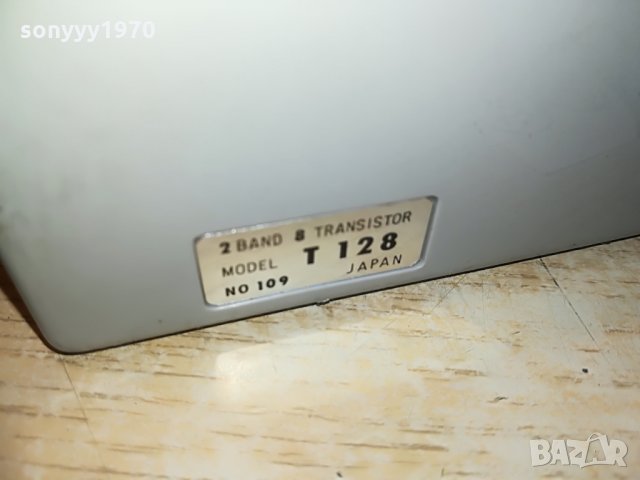 sonyyy1970
2 BAND 8 TRANSISTOR
MODEL T 128
NO 109 JAPAN
BAZAR